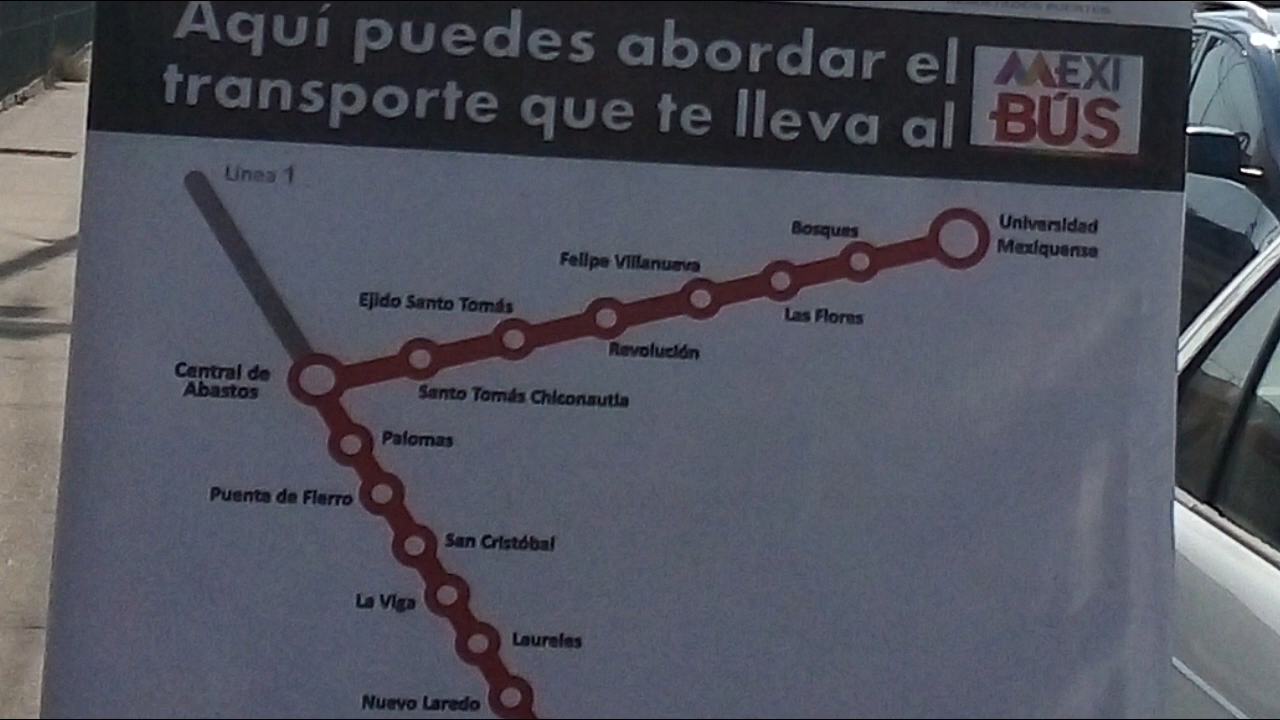 Aquí puedes abordar el
transporte que te lleva al
MEXI
BÚS
Línea 1
Universidad
Mexiquense
Bosques
Las Flores
Felipe Villanueva
Revolución
Ejido Santo Tomás
Santo Tomás Chiconautla
Central de
Abastos
Palomas
Puente de Fierro
San Cristóbal
La Viga
Laureles
Nuevo Laredo